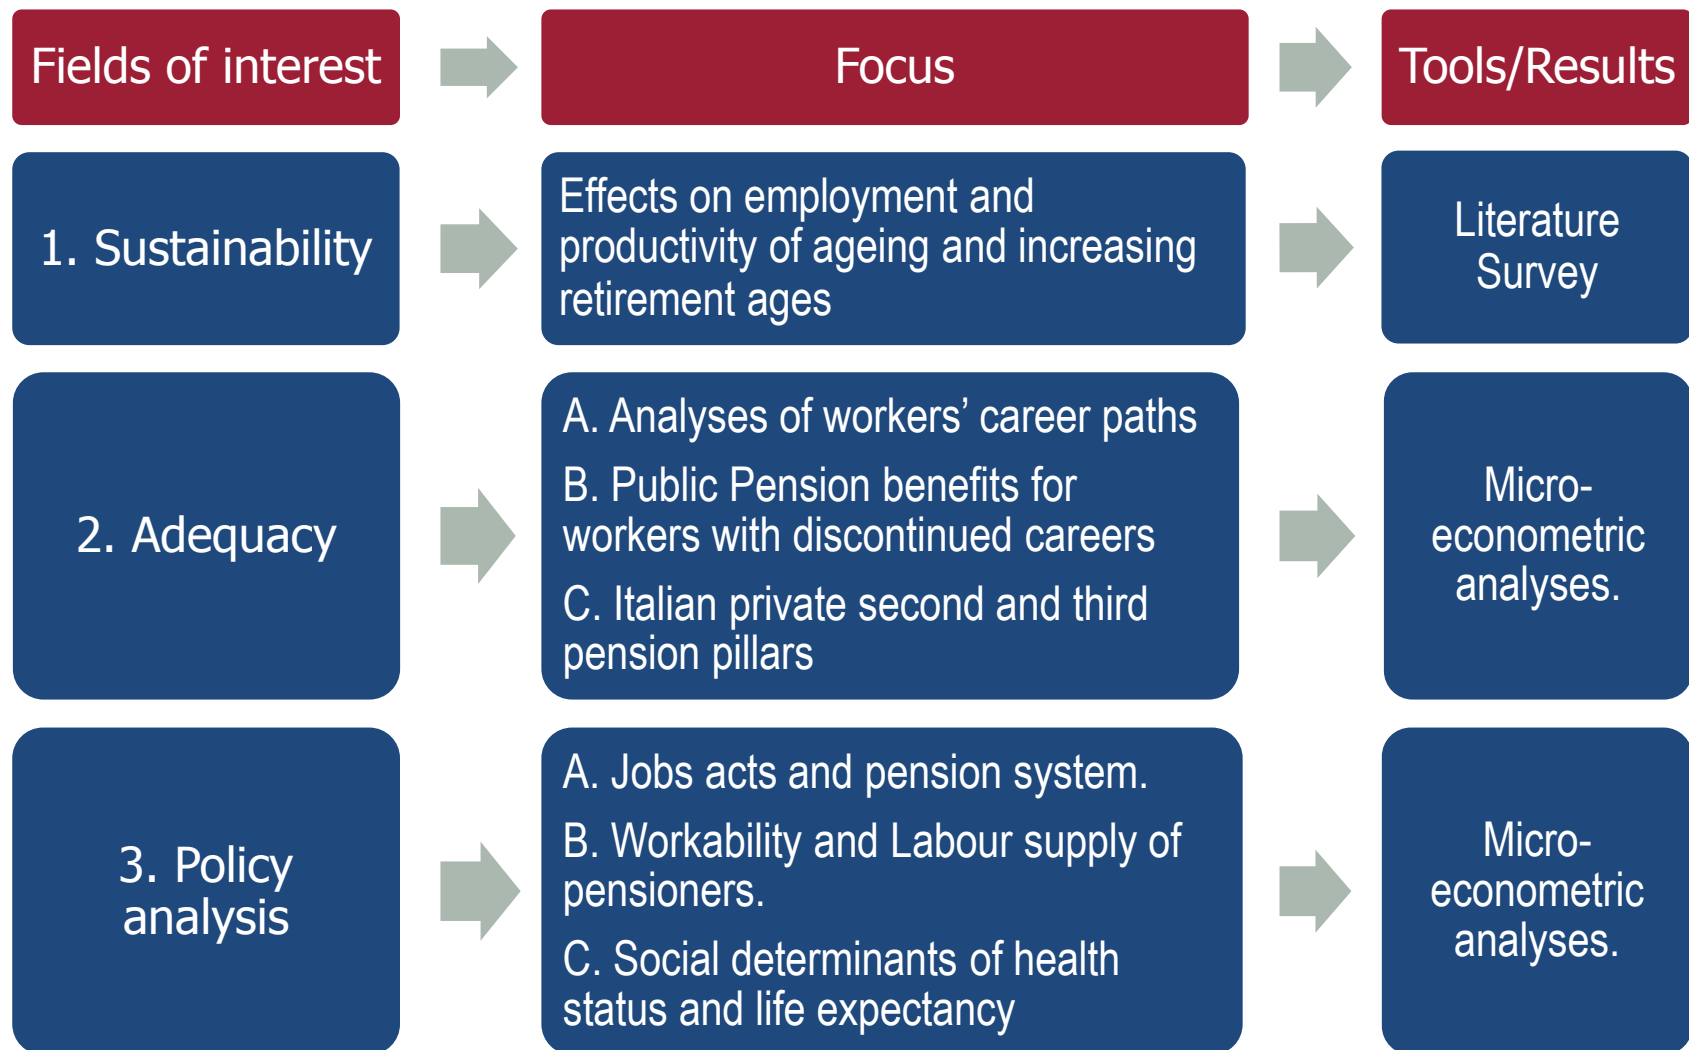 Fields of interest
Focus
Tools/Results
1. Sustainability
Effects on employment and
productivity of ageing and increasing
retirement ages
Literature
Survey
2. Adequacy
A. Analyses of workers’ career paths
B. Public Pension benefits for
workers with discontinued careers
C. Italian private second and third
pension pillars
Micro-
econometric
analyses.
3. Policy
analysis
A. Jobs acts and pension system.
B. Workability and Labour supply of
pensioners.
C. Social determinants of health
status and life expectancy
Micro-
econometric
analyses.